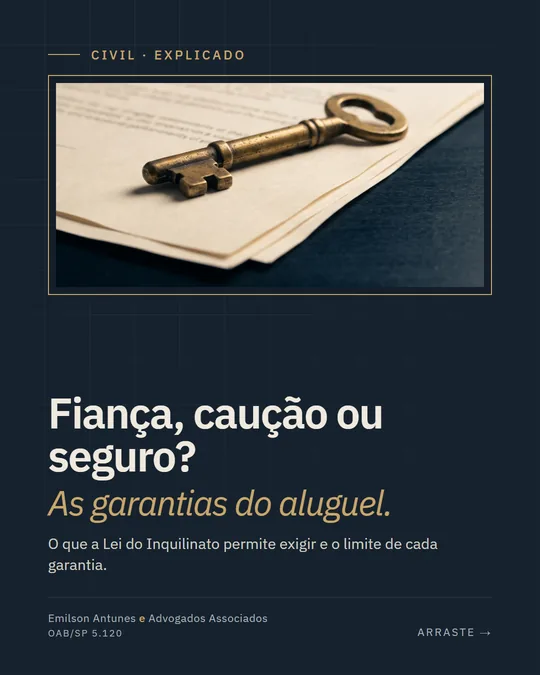 CIVIL · EXPLICADO
Fiança, caução ou
seguro?
As garantias do aluguel.
O que a Lei do Inquilinato permite exigir e o limite de cada
garantia.
Emilson Antunes e Advogados Associados
OAB/SP 5.120
ARRASTE →